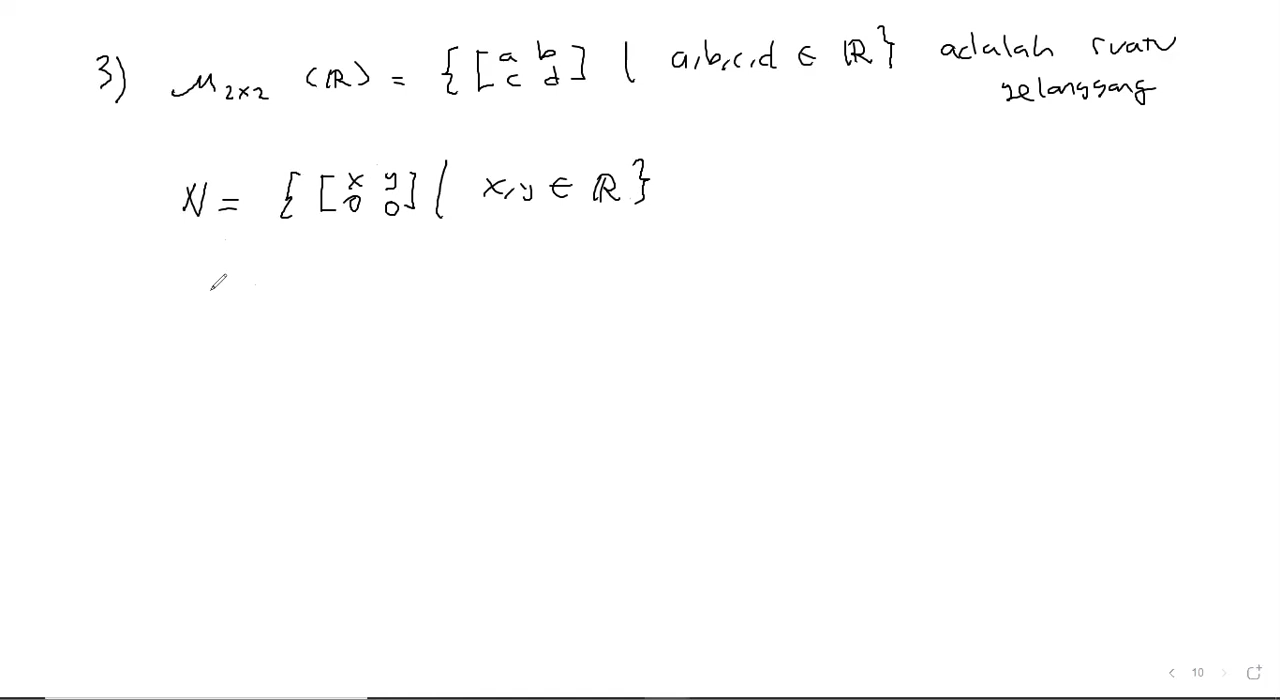 3) M₂ₓ₂ (ℝ) = { [ a b ; c d ] | a,b,c,d ∈ ℝ } adalah suatu
gelanggang
N = { [ x y ; 0 0 ] | x,y ∈ ℝ }
10